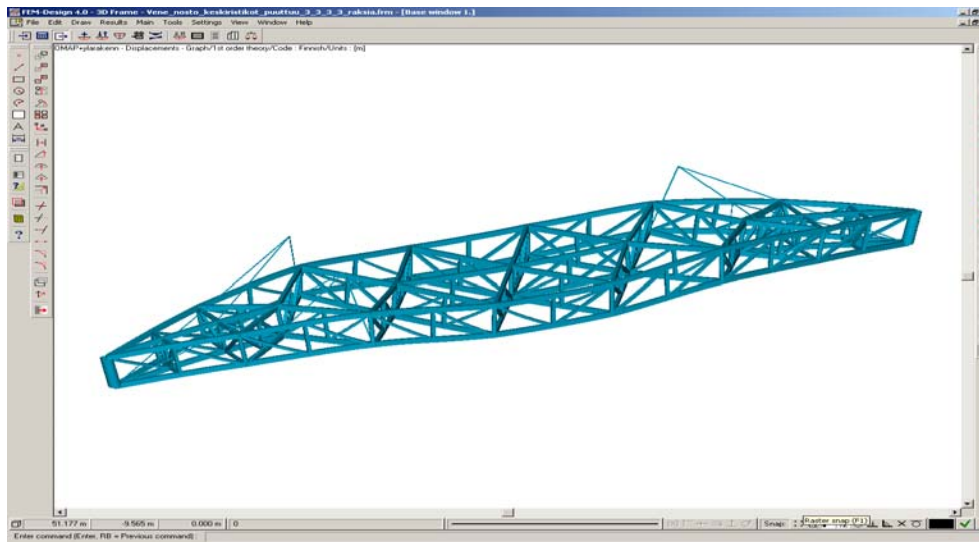 FEM-Design 4.0 - 3D Frame - Vene_nosto_keskiristikot_puuttuu_3_3_3_3_raksia.frm - [Base window 1.]
File Edit Draw Results Main Tools Settings View Window Help
OMAP+ylarakenn - Displacements - Graph/1st order theory/Code : Finnish/Units : [m]
51.177 m -9.565 m 0.000 m 0 Snap: Raster snap (F1)
Enter command (Enter, RB = Previous command) :